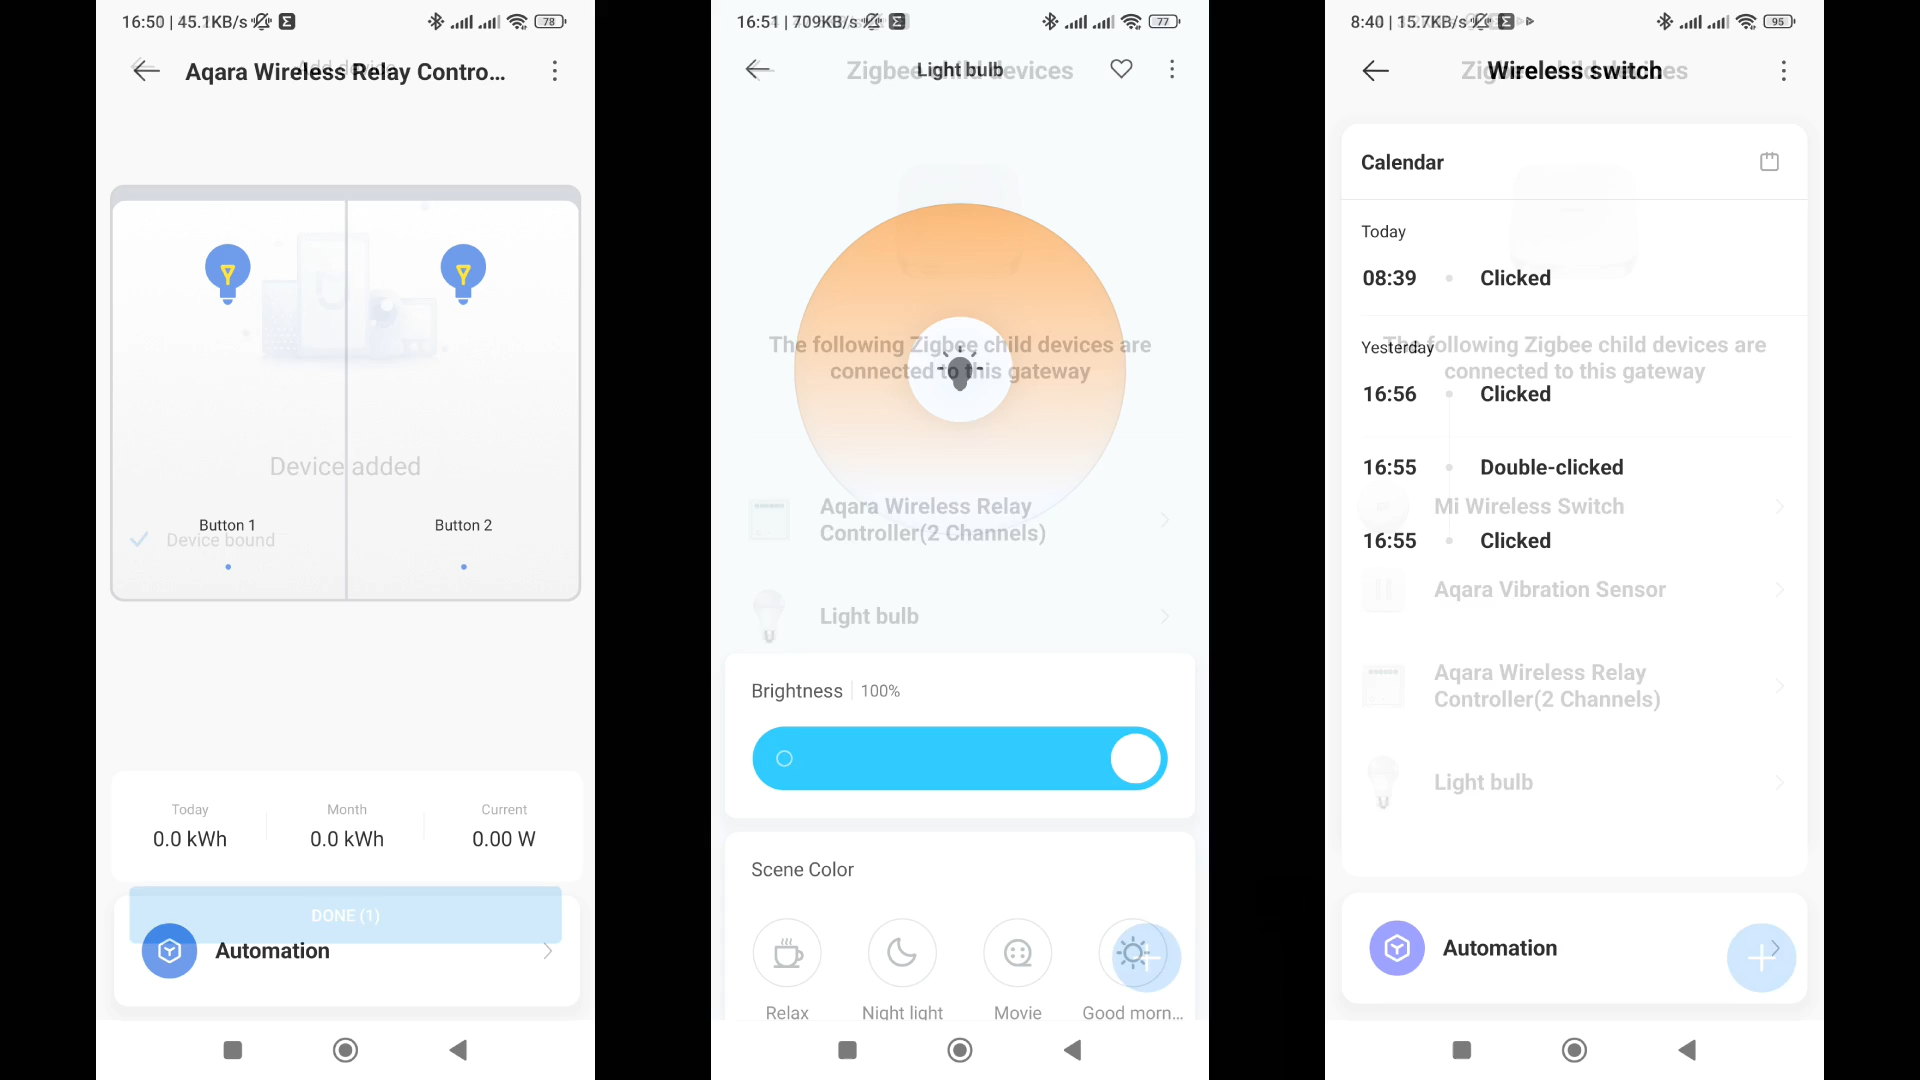 16:50 | 45.1KB/s
78
Aqara Wireless Relay Contro...
Add device
Device added
Button 1
Button 2
Device bound
Today
Month
Current
0.0 kWh
0.0 kWh
0.00 W
DONE (1)
Automation
16:51 | 709KB/s
77
Zigbee child devices
Light bulb
The following Zigbee child devices are
connected to this gateway
Aqara Wireless Relay
Controller(2 Channels)
Light bulb
Brightness
100%
Scene Color
Relax
Night light
Movie
Good morn...
8:40 | 15.7KB/s
95
Zigbee child devices
Wireless switch
Calendar
Today
08:39
Clicked
Yesterday
The following Zigbee child devices are
connected to this gateway
16:56
Clicked
16:55
Double-clicked
Mi Wireless Switch
16:55
Clicked
Aqara Vibration Sensor
Aqara Wireless Relay
Controller(2 Channels)
Light bulb
Automation